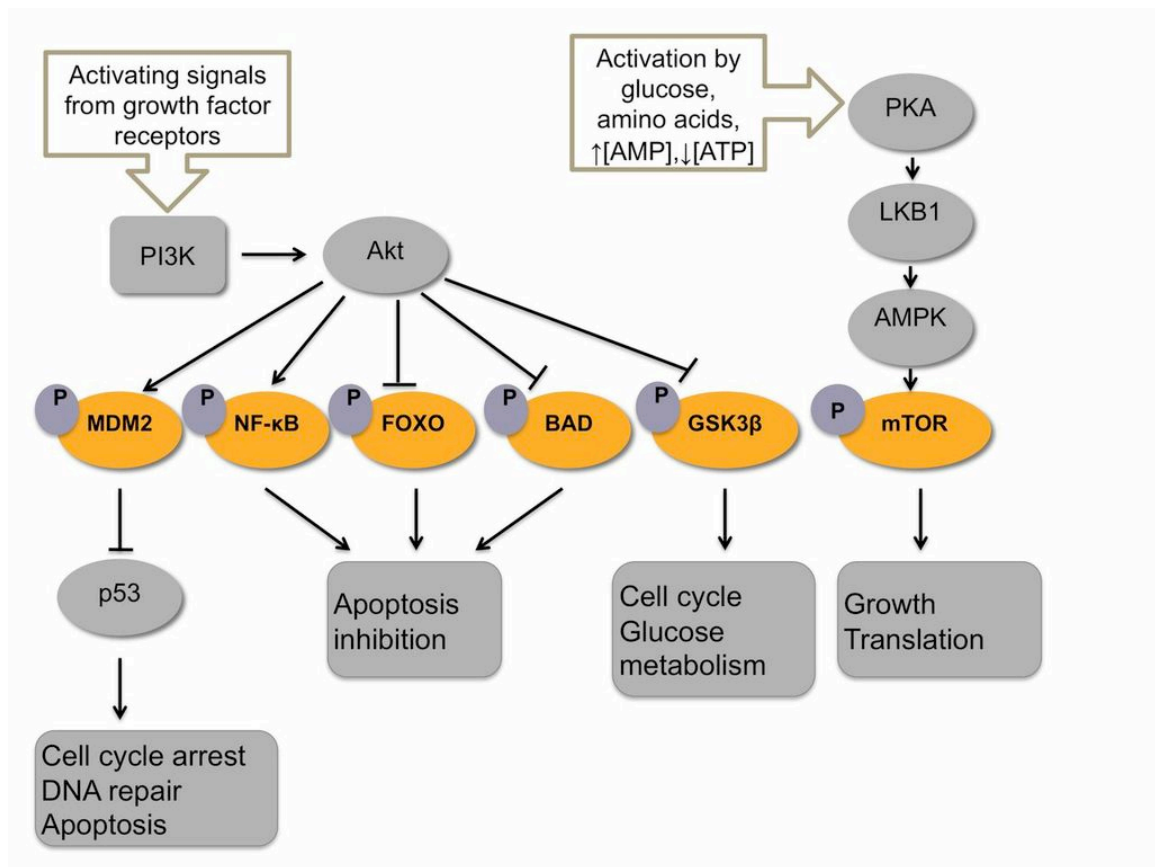 Activating signals
from growth factor
receptors
Activation by
glucose,
amino acids,
↑[AMP],↓[ATP]
PKA
LKB1
PI3K
Akt
AMPK
P
MDM2
P
NF-κB
P
FOXO
P
BAD
P
GSK3β
P
mTOR
p53
Apoptosis
inhibition
Cell cycle
Glucose
metabolism
Growth
Translation
Cell cycle arrest
DNA repair
Apoptosis